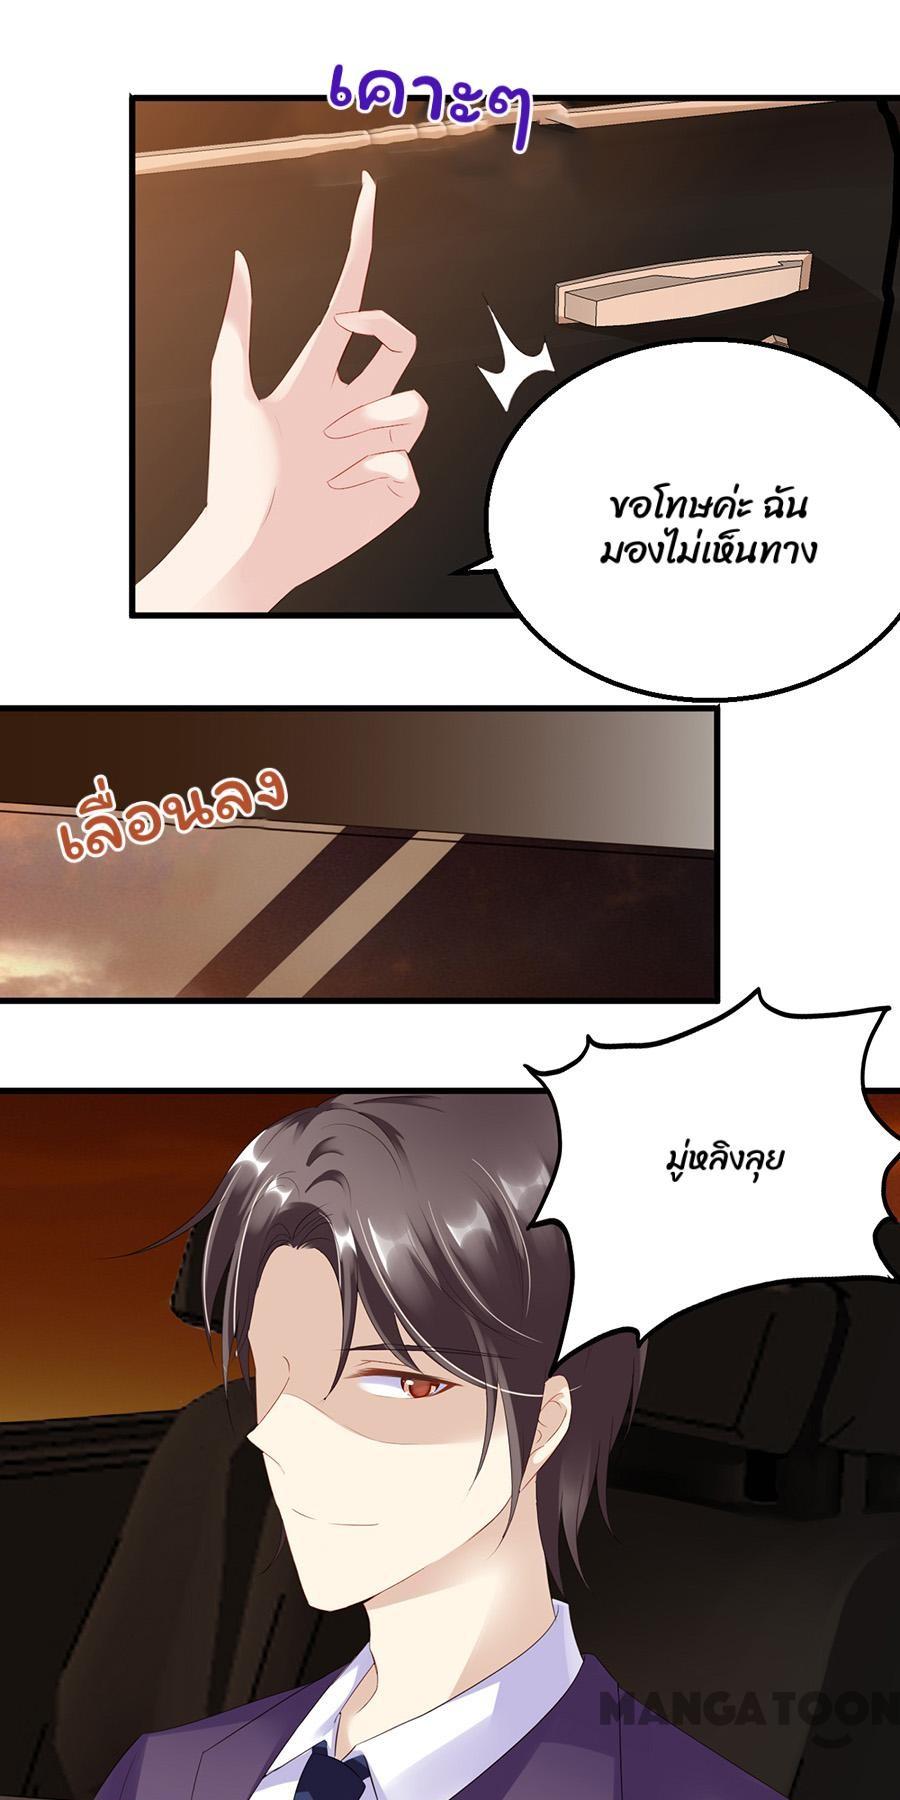 เคาะๆ
ขอโทษค่ะ ฉัน
มองไม่เห็นทาง
เลื่อนลง
มู่หลิงลุย
MANGATOON